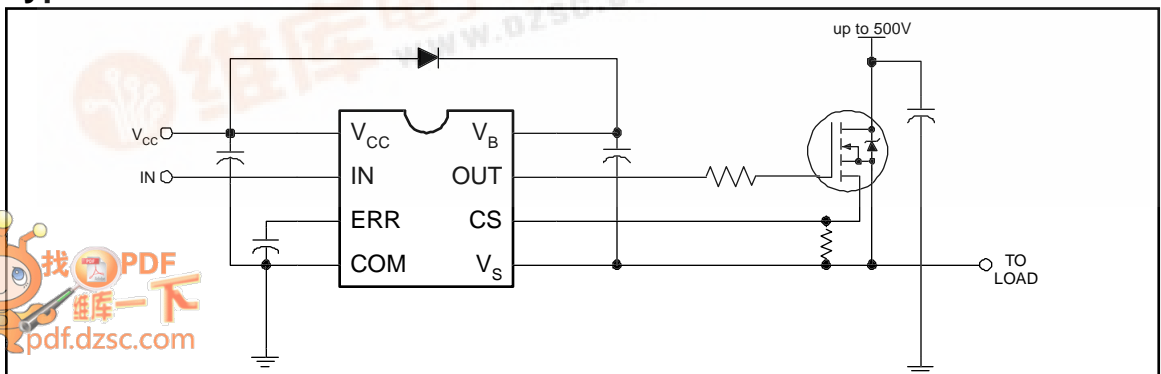 up to 500V
VCC
IN
VCC
IN
ERR
COM
VB
OUT
CS
VS
TO
LOAD
找PDF
维库一下
pdf.dzsc.com